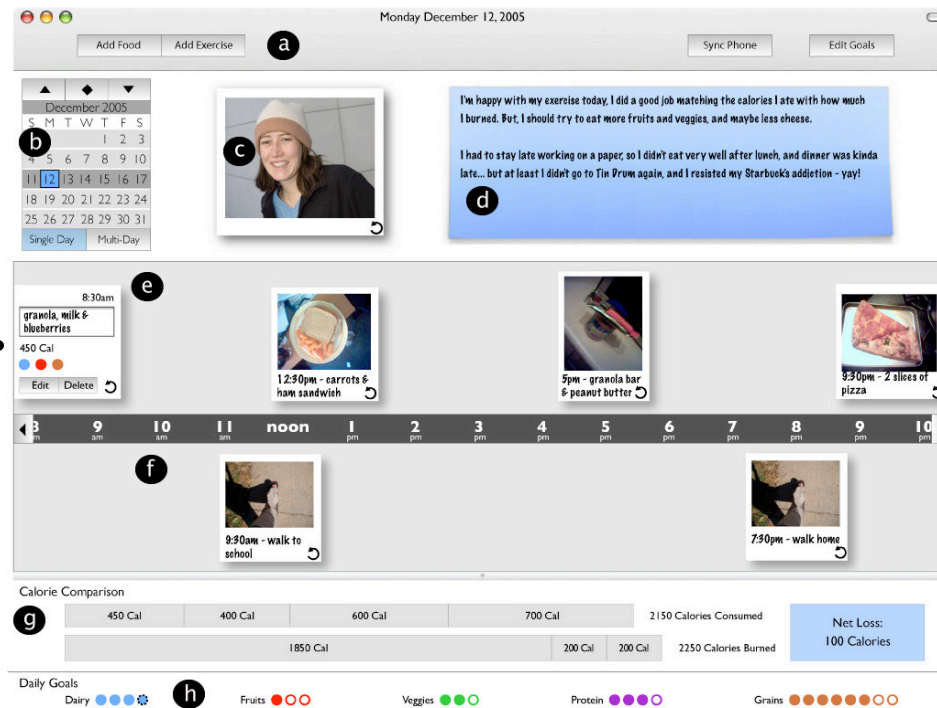 Monday December 12, 2005
Add Food Add Exercise a Sync Phone Edit Goals
December 2005
S M T W T F S
b 1 2 3
4 5 6 7 8 9 10
11 12 13 14 15 16 17
18 19 20 21 22 23 24
25 26 27 28 29 30 31
Single Day Multi-Day
c
I'm happy with my exercise today, I did a good job matching the calories I ate with how much
I burned. But, I should try to eat more fruits and veggies, and maybe less cheese.
I had to stay late working on a paper, so I didn't eat very well after lunch, and dinner was kinda
late... but at least I didn't go to Tin Drum again, and I resisted my Starbuck's addiction - yay!
d
e
8:30am
granola, milk &
blueberries
450 Cal
Edit Delete
12:30pm - carrots &
ham sandwich
5pm - granola bar
& peanut butter
9:30pm - 2 slices of
pizza
9 am 10 am 11 am noon 1 pm 2 pm 3 pm 4 pm 5 pm 6 pm 7 pm 8 pm 9 pm 10 pm
f
9:30am - walk to
school
7:30pm - walk home
Calorie Comparison
g
450 Cal 400 Cal 600 Cal 700 Cal 2150 Calories Consumed
1850 Cal 200 Cal 200 Cal 2250 Calories Burned
Net Loss:
100 Calories
Daily Goals
h
Dairy Fruits Veggies Protein Grains